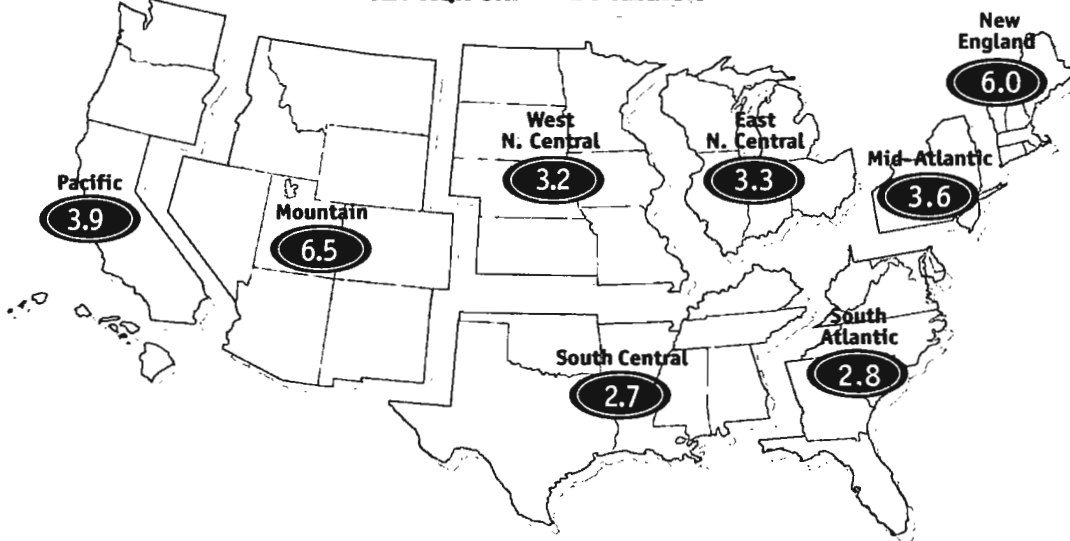 New
England
6.0
West
N. Central
3.2
East
N. Central
3.3
Mid-Atlantic
3.6
Pacific
3.9
Mountain
6.5
South Central
2.7
South
Atlantic
2.8